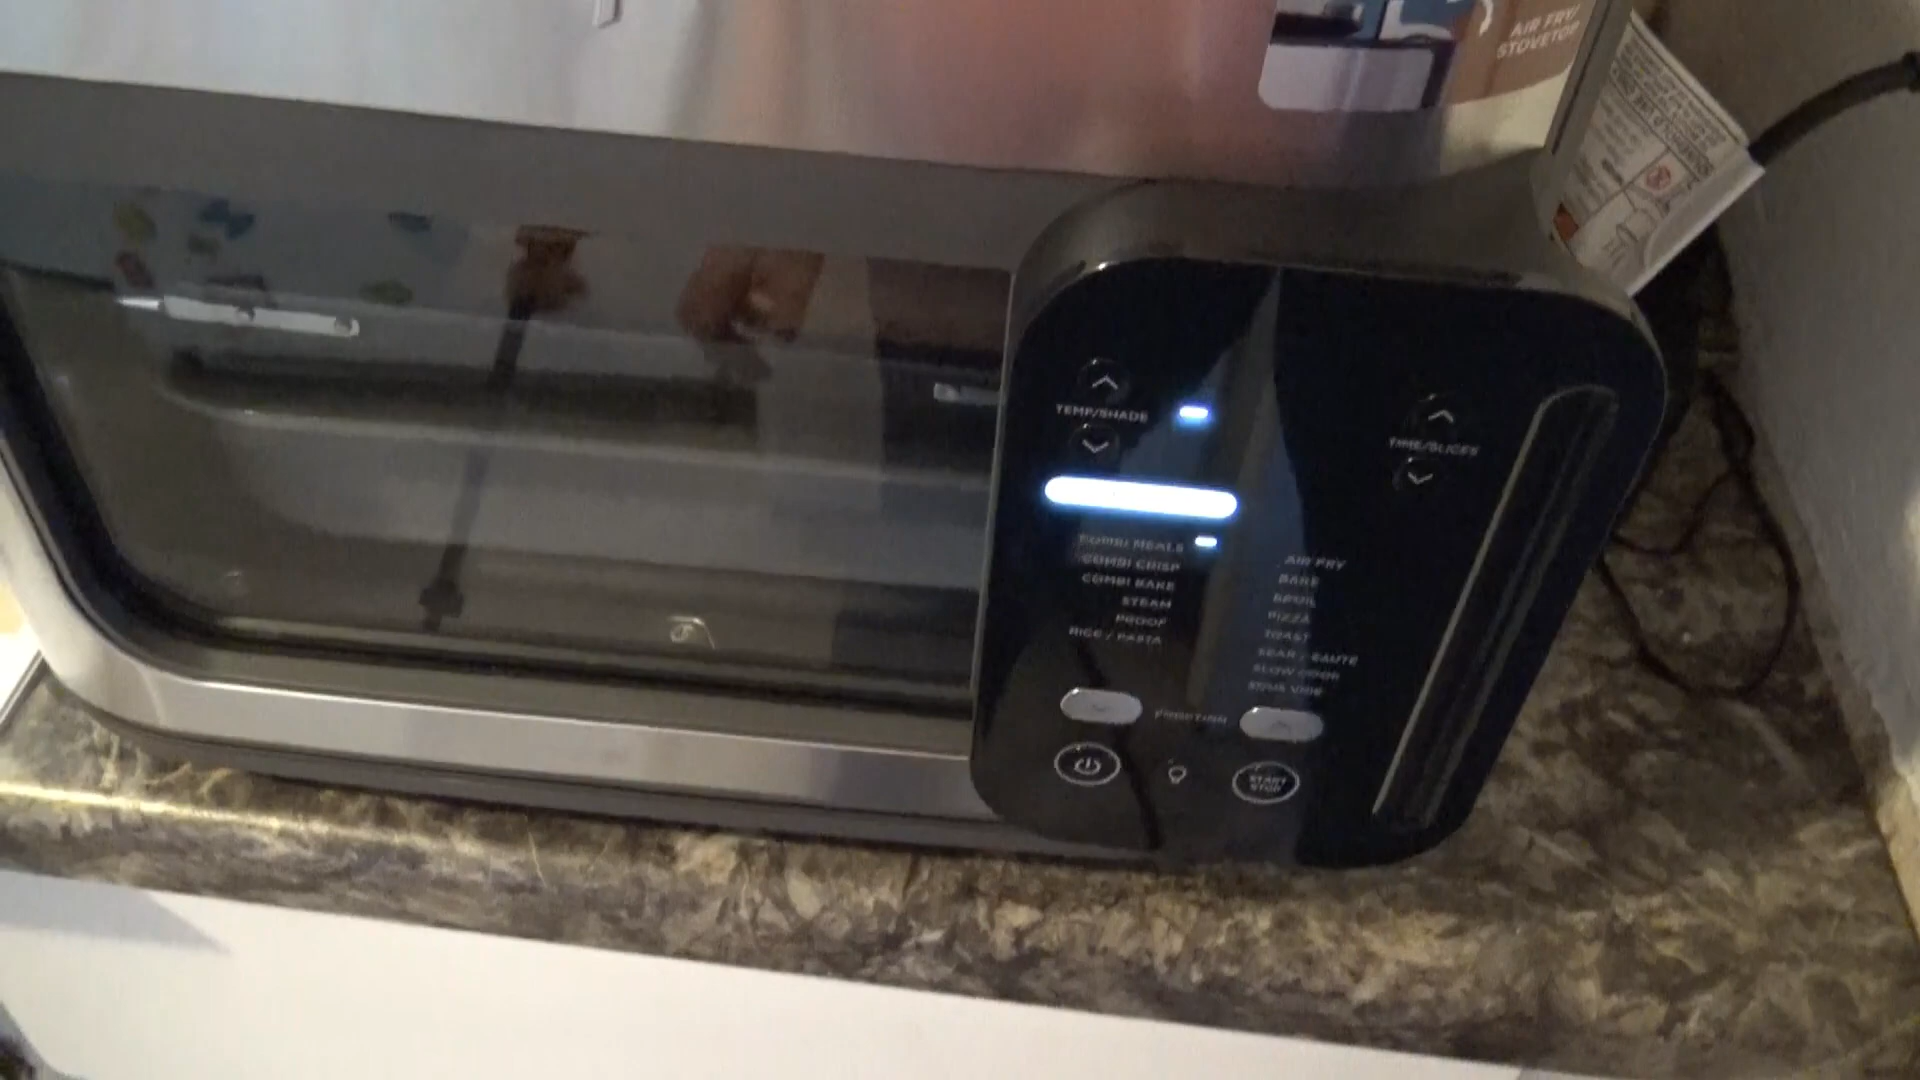 AIR FRY/
STOVETOP
TEMP/SHADE
TIME/SLICES
COMBI MEALS
COMBI CRISP
COMBI BAKE
STEAM
PROOF
RICE / PASTA
AIR FRY
BAKE
BROIL
PIZZA
TOAST
SEAR / SAUTE
SLOW COOK
SOUS VIDE
FUNCTION
START
STOP